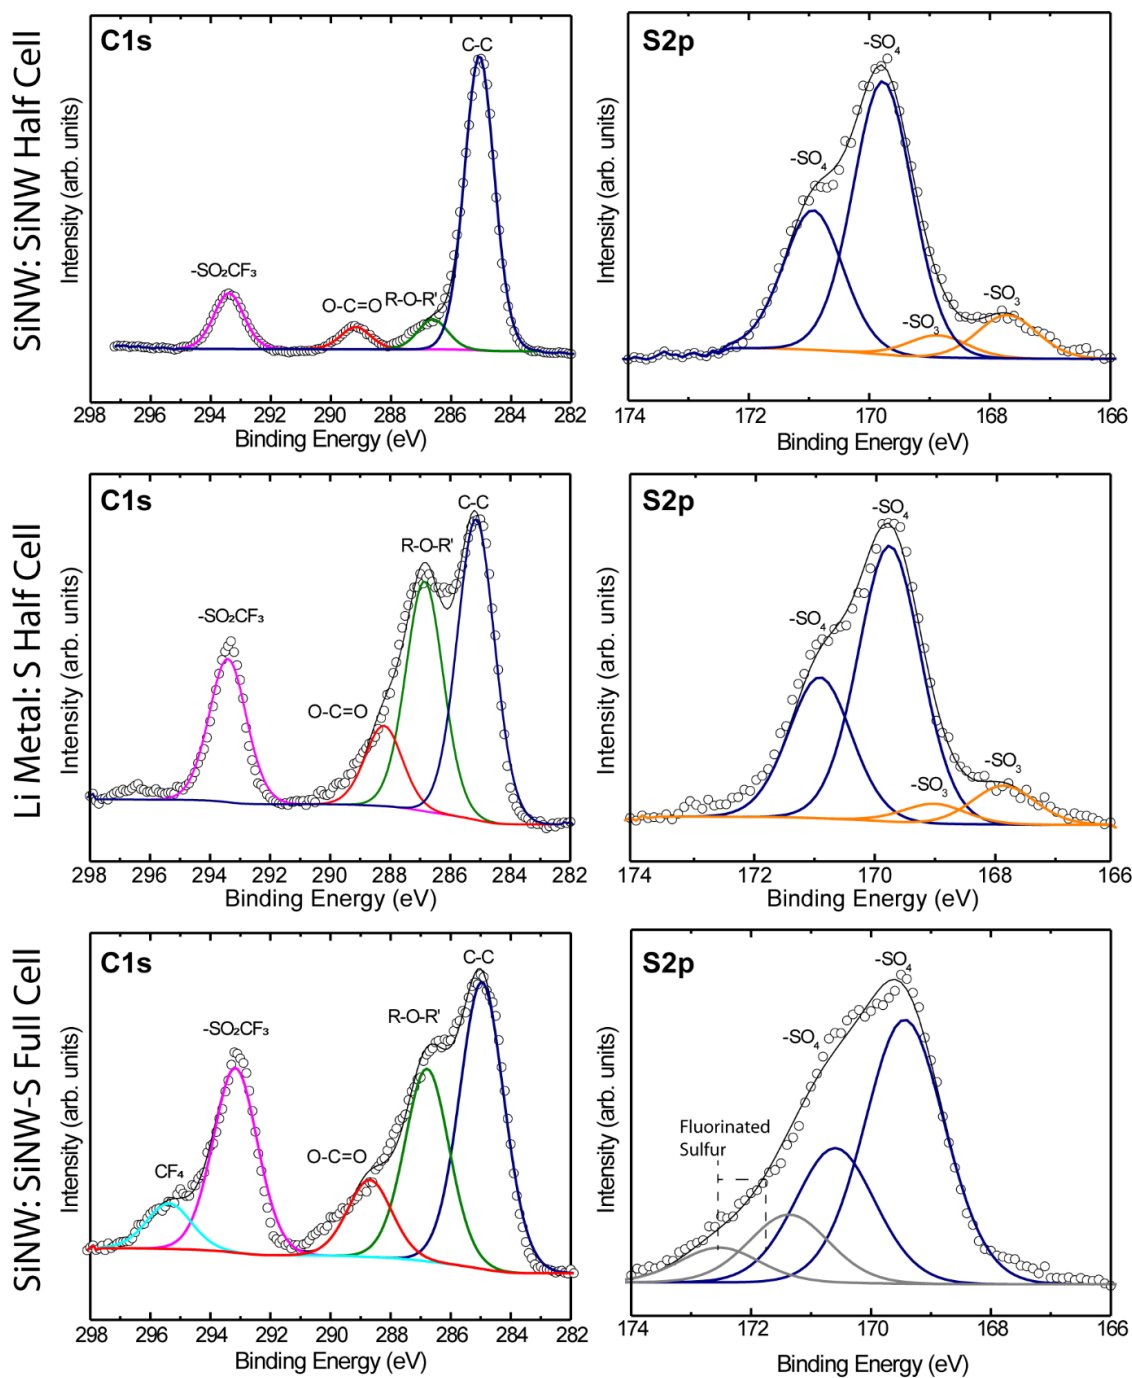 SiNW: SiNW Half Cell
C1s
Intensity (arb. units)
C-C
-SO₂CF₃
O-C=O
R-O-R'
298 296 294 292 290 288 286 284 282
Binding Energy (eV)
S2p
Intensity (arb. units)
-SO₄
-SO₄
-SO₃
-SO₃
174 172 170 168 166
Binding Energy (eV)
Li Metal: S Half Cell
C1s
Intensity (arb. units)
C-C
R-O-R'
-SO₂CF₃
O-C=O
298 296 294 292 290 288 286 284 282
Binding Energy (eV)
S2p
Intensity (arb. units)
-SO₄
-SO₄
-SO₃
-SO₃
174 172 170 168 166
Binding Energy (eV)
SiNW: SiNW-S Full Cell
C1s
Intensity (arb. units)
C-C
R-O-R'
-SO₂CF₃
O-C=O
CF₄
298 296 294 292 290 288 286 284 282
Binding Energy (eV)
S2p
Intensity (arb. units)
-SO₄
-SO₄
Fluorinated
Sulfur
174 172 170 168 166
Binding Energy (eV)